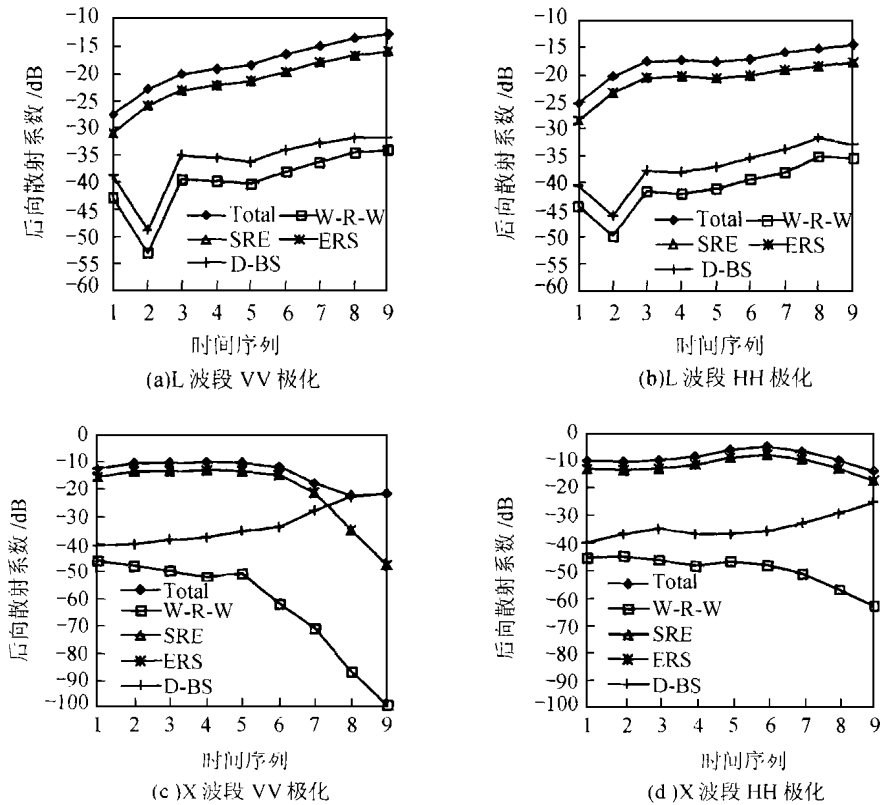 −10
−15
−20
−25
−30
−35
−40
−45
−50
−55
−60
后向散射系数/dB
Total
W-R-W
SRE
ERS
D-BS
1 2 3 4 5 6 7 8 9
时间序列
(a)L 波段 VV 极化
−10
−15
−20
−25
−30
−35
−40
−45
−50
−55
−60
后向散射系数/dB
Total
W-R-W
SRE
ERS
D-BS
1 2 3 4 5 6 7 8 9
时间序列
(b)L 波段 HH 极化
0
−10
−20
−30
−40
−50
−60
−70
−80
−90
−100
后向散射系数/dB
Total
W-R-W
SRE
ERS
D-BS
1 2 3 4 5 6 7 8 9
时间序列
(c)X 波段 VV 极化
0
−10
−20
−30
−40
−50
−60
−70
−80
−90
−100
后向散射系数/dB
Total
W-R-W
SRE
ERS
D-BS
1 2 3 4 5 6 7 8 9
时间序列
(d)X 波段 HH 极化